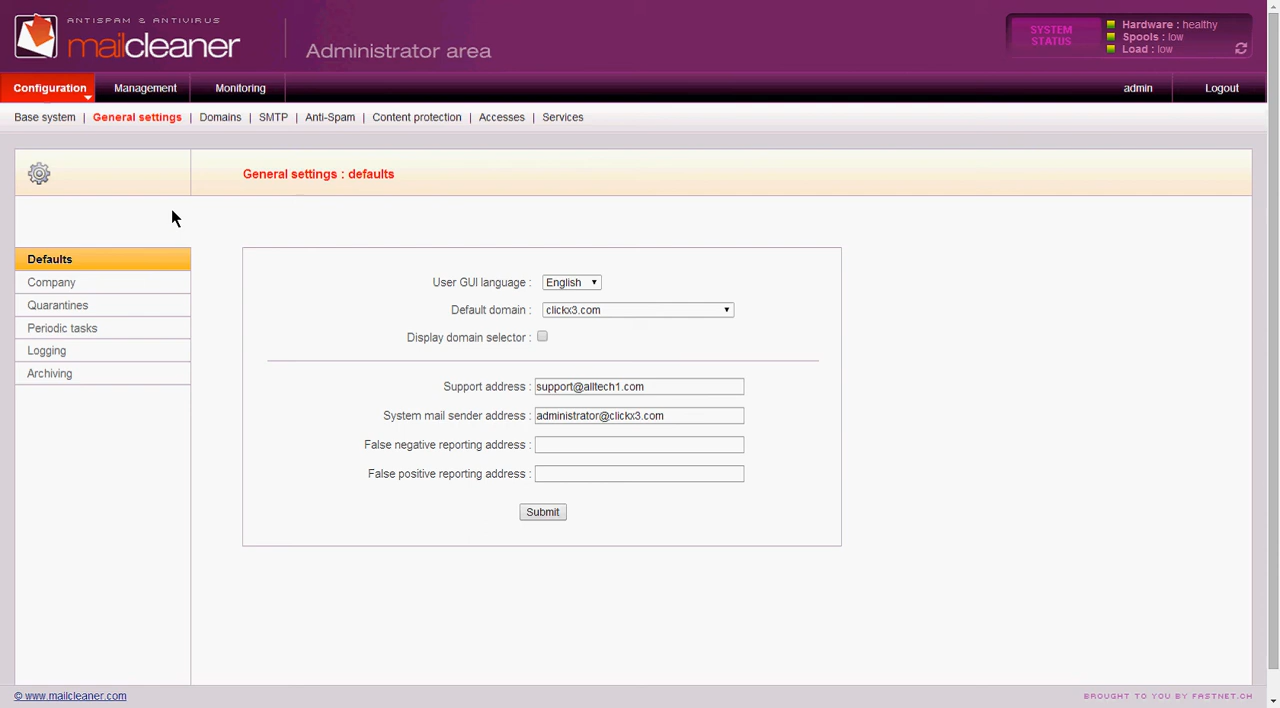 ANTISPAM & ANTIVIRUS
mailcleaner
Administrator area
SYSTEM STATUS
Hardware : healthy
Spools : low
Load : low
Configuration
Management
Monitoring
admin
Logout
Base system | General settings | Domains | SMTP | Anti-Spam | Content protection | Accesses | Services
General settings : defaults
Defaults
Company
Quarantines
Periodic tasks
Logging
Archiving
User GUI language : English
Default domain : clickx3.com
Display domain selector :
Support address : support@alltech1.com
System mail sender address : administrator@clickx3.com
False negative reporting address :
False positive reporting address :
Submit
© www.mailcleaner.com
BROUGHT TO YOU BY FASTNET.CH